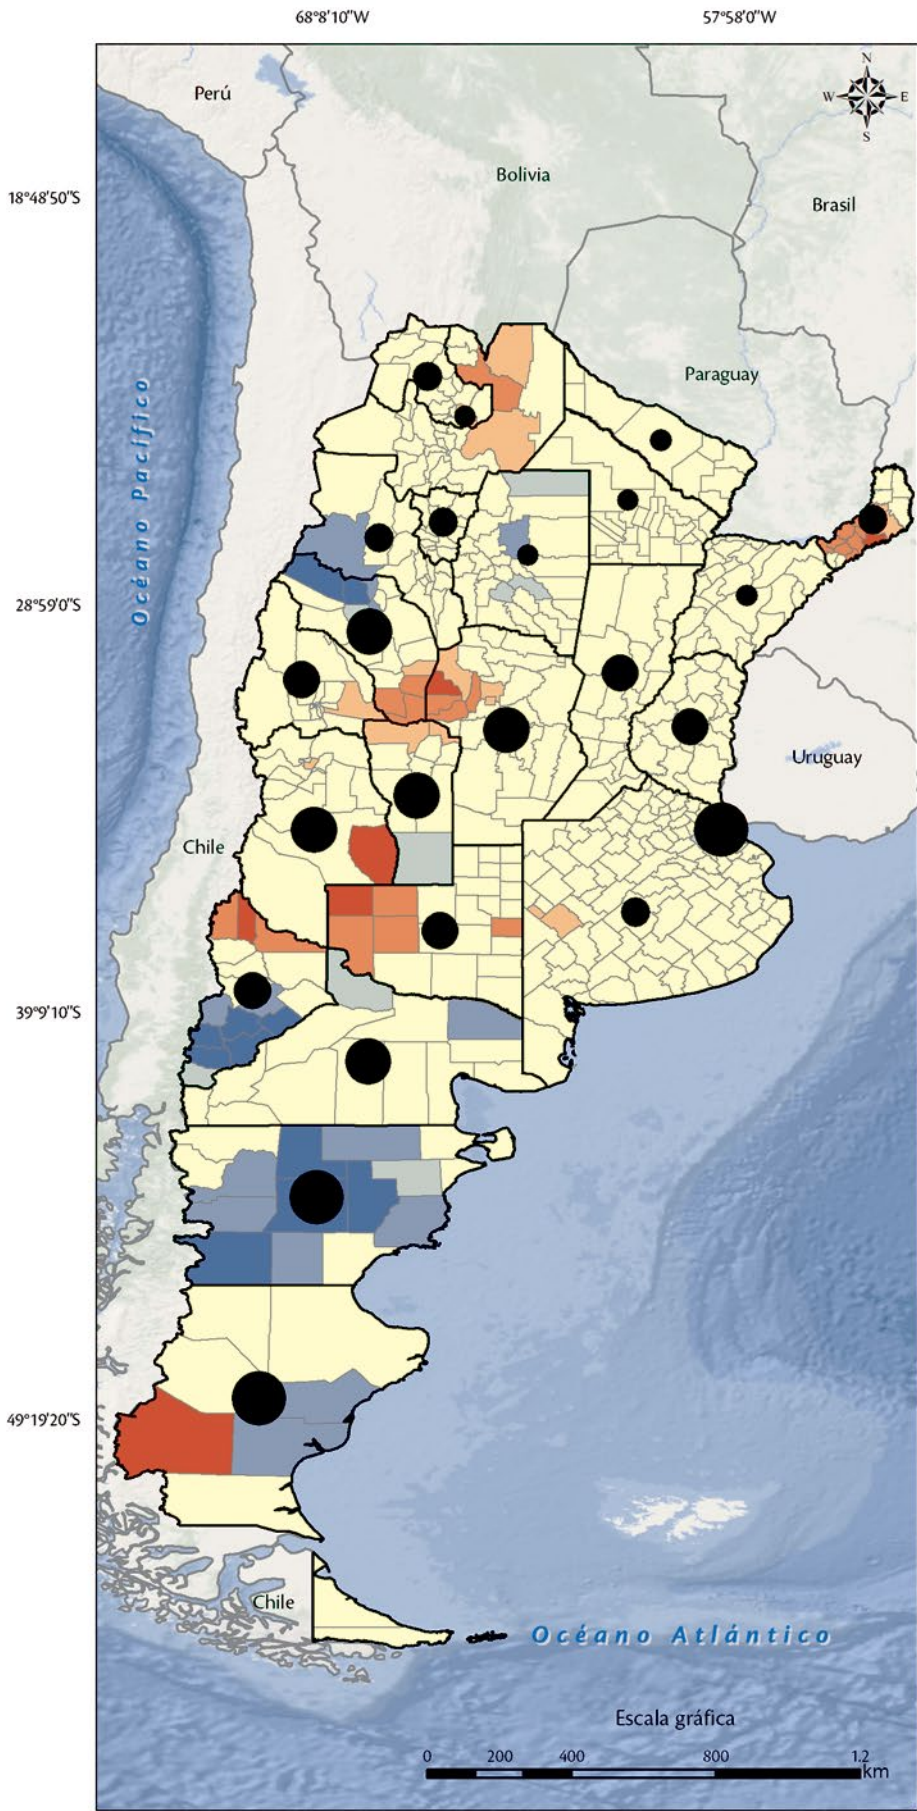 68°8'10"W
57°58'0"W
Perú
N
W
E
S
Bolivia
18°48'50"S
Brasil
Paraguay
Océano Pacífico
28°59'0"S
Uruguay
Chile
39°9'10"S
49°19'20"S
Chile
Océano Atlántico
Escala gráfica
0 200 400 800 1.2
km